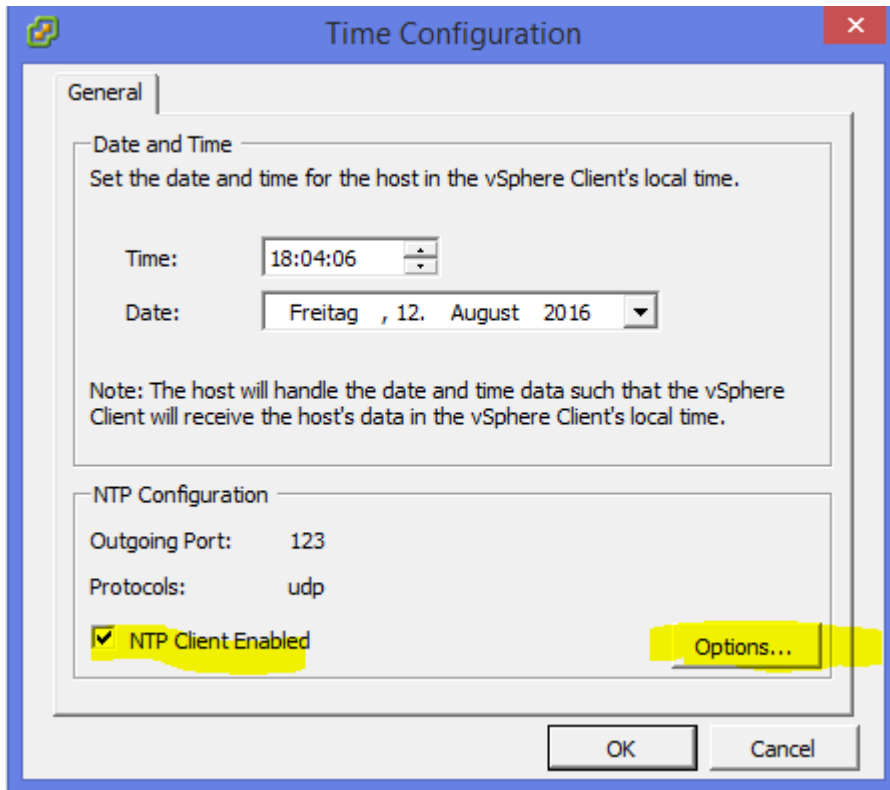 Time Configuration
General
Date and Time
Set the date and time for the host in the vSphere Client's local time.
Time: 18:04:06
Date: Freitag , 12. August 2016
Note: The host will handle the date and time data such that the vSphere
Client will receive the host's data in the vSphere Client's local time.
NTP Configuration
Outgoing Port: 123
Protocols: udp
NTP Client Enabled
Options...
OK Cancel